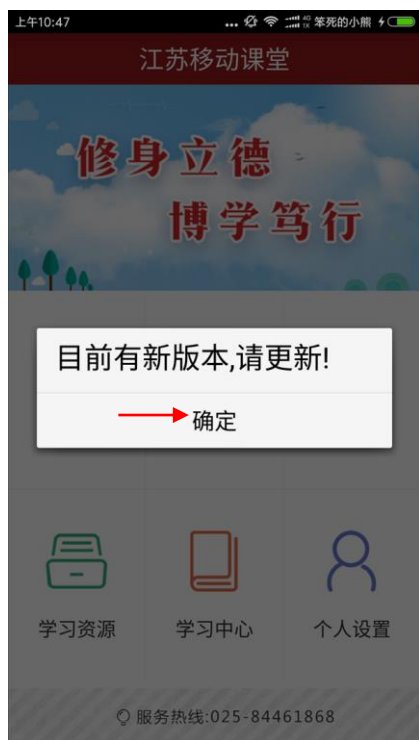 上午10:47 ... 4G 1X 笨死的小熊
江苏移动课堂
修身立德
博学笃行
目前有新版本,请更新!
确定
学习资源 学习中心 个人设置
服务热线:025-84461868